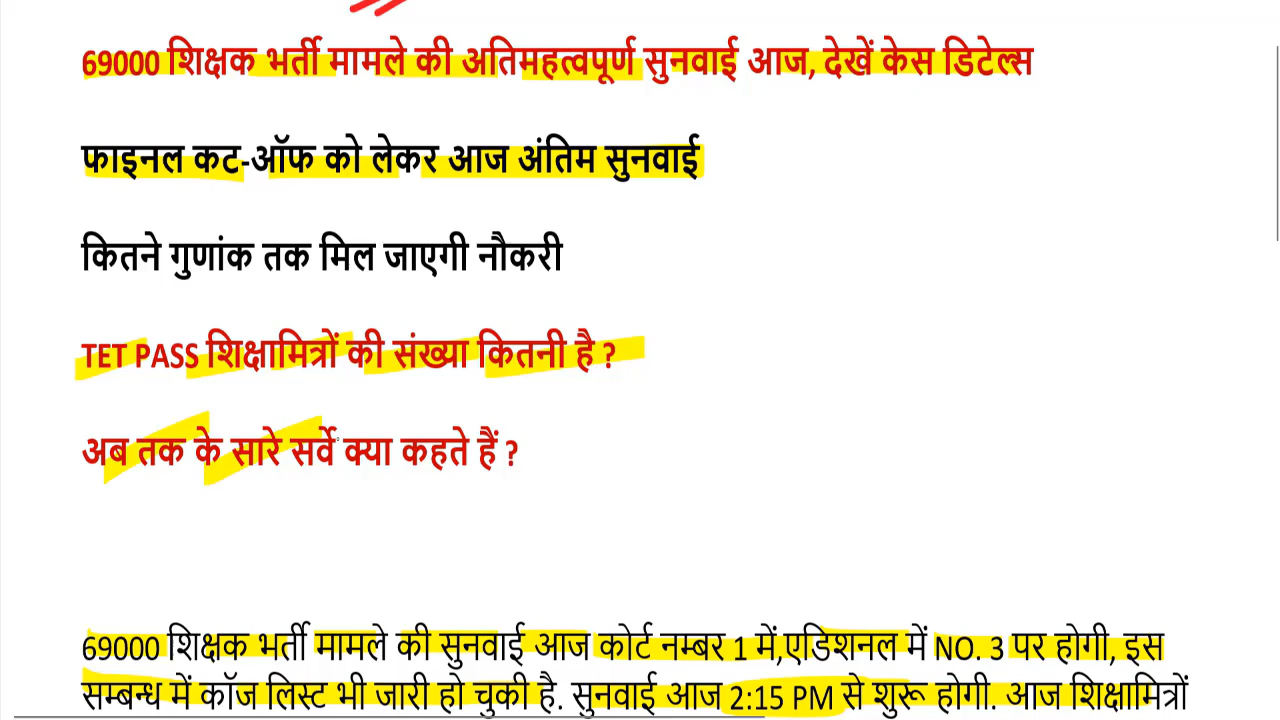 69000 शिक्षक भर्ती मामले की अतिमहत्वपूर्ण सुनवाई आज, देखें केस डिटेल्स
फाइनल कट-ऑफ को लेकर आज अंतिम सुनवाई
कितने गुणांक तक मिल जाएगी नौकरी
TET PASS शिक्षामित्रों की संख्या कितनी है ?
अब तक के सारे सर्वे क्या कहते हैं ?
69000 शिक्षक भर्ती मामले की सुनवाई आज कोर्ट नम्बर 1 में,एडिशनल में NO. 3 पर होगी, इस
सम्बन्ध में कॉज लिस्ट भी जारी हो चुकी है. सुनवाई आज 2:15 PM से शुरू होगी. आज शिक्षामित्रों